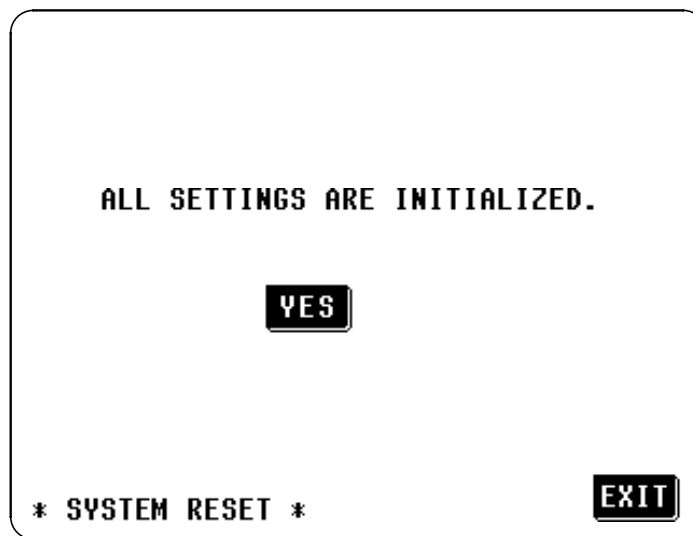 ALL SETTINGS ARE INITIALIZED.
YES
EXIT
* SYSTEM RESET *